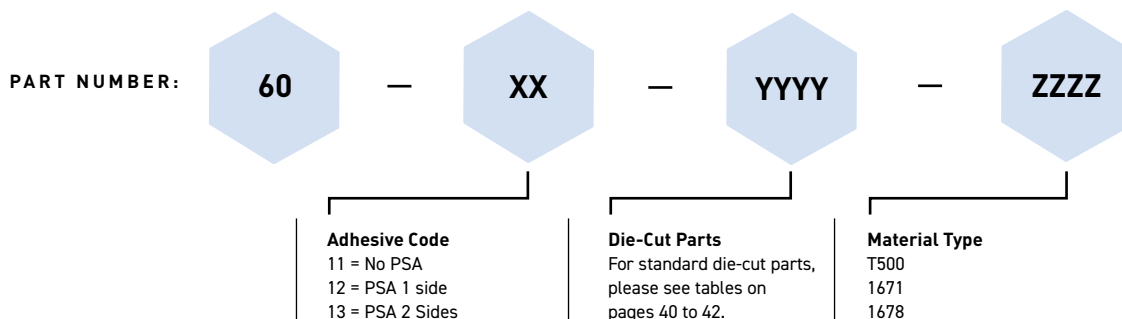 PART NUMBER: 60 — XX — YYYY — ZZZZ
Adhesive Code
11 = No PSA
12 = PSA 1 side
13 = PSA 2 Sides
Die-Cut Parts
For standard die-cut parts,
please see tables on
pages 40 to 42.
Material Type
T500
1671
1678